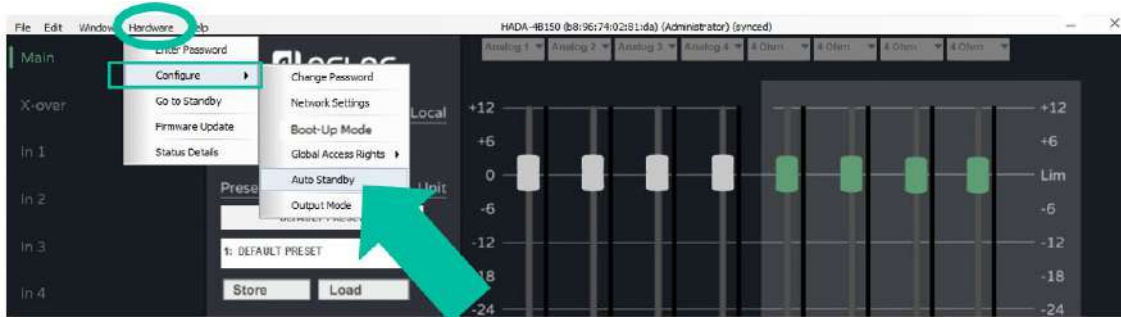 File Edit Window Hardware Help HADA-4B150 (b8:96:74:02:81:da) (Administrator) (synced)
Main
X-over
In 1
In 2
In 3
In 4
Enter Password
Configure
Go to Standby
Firmware Update
Status Details
Change Password
Network Settings
Boot-Up Mode
Global Access Rights
Auto Standby
Output Mode
Local
Unit
DEFAULT PRESET
1: DEFAULT PRESET
Store Load
Analog 1 Analog 2 Analog 3 Analog 4 4 Ohm 4 Ohm 4 Ohm 4 Ohm
+12 +12
+6 +6
0 Lim
-6 -6
-12 -12
-18
-24 -24